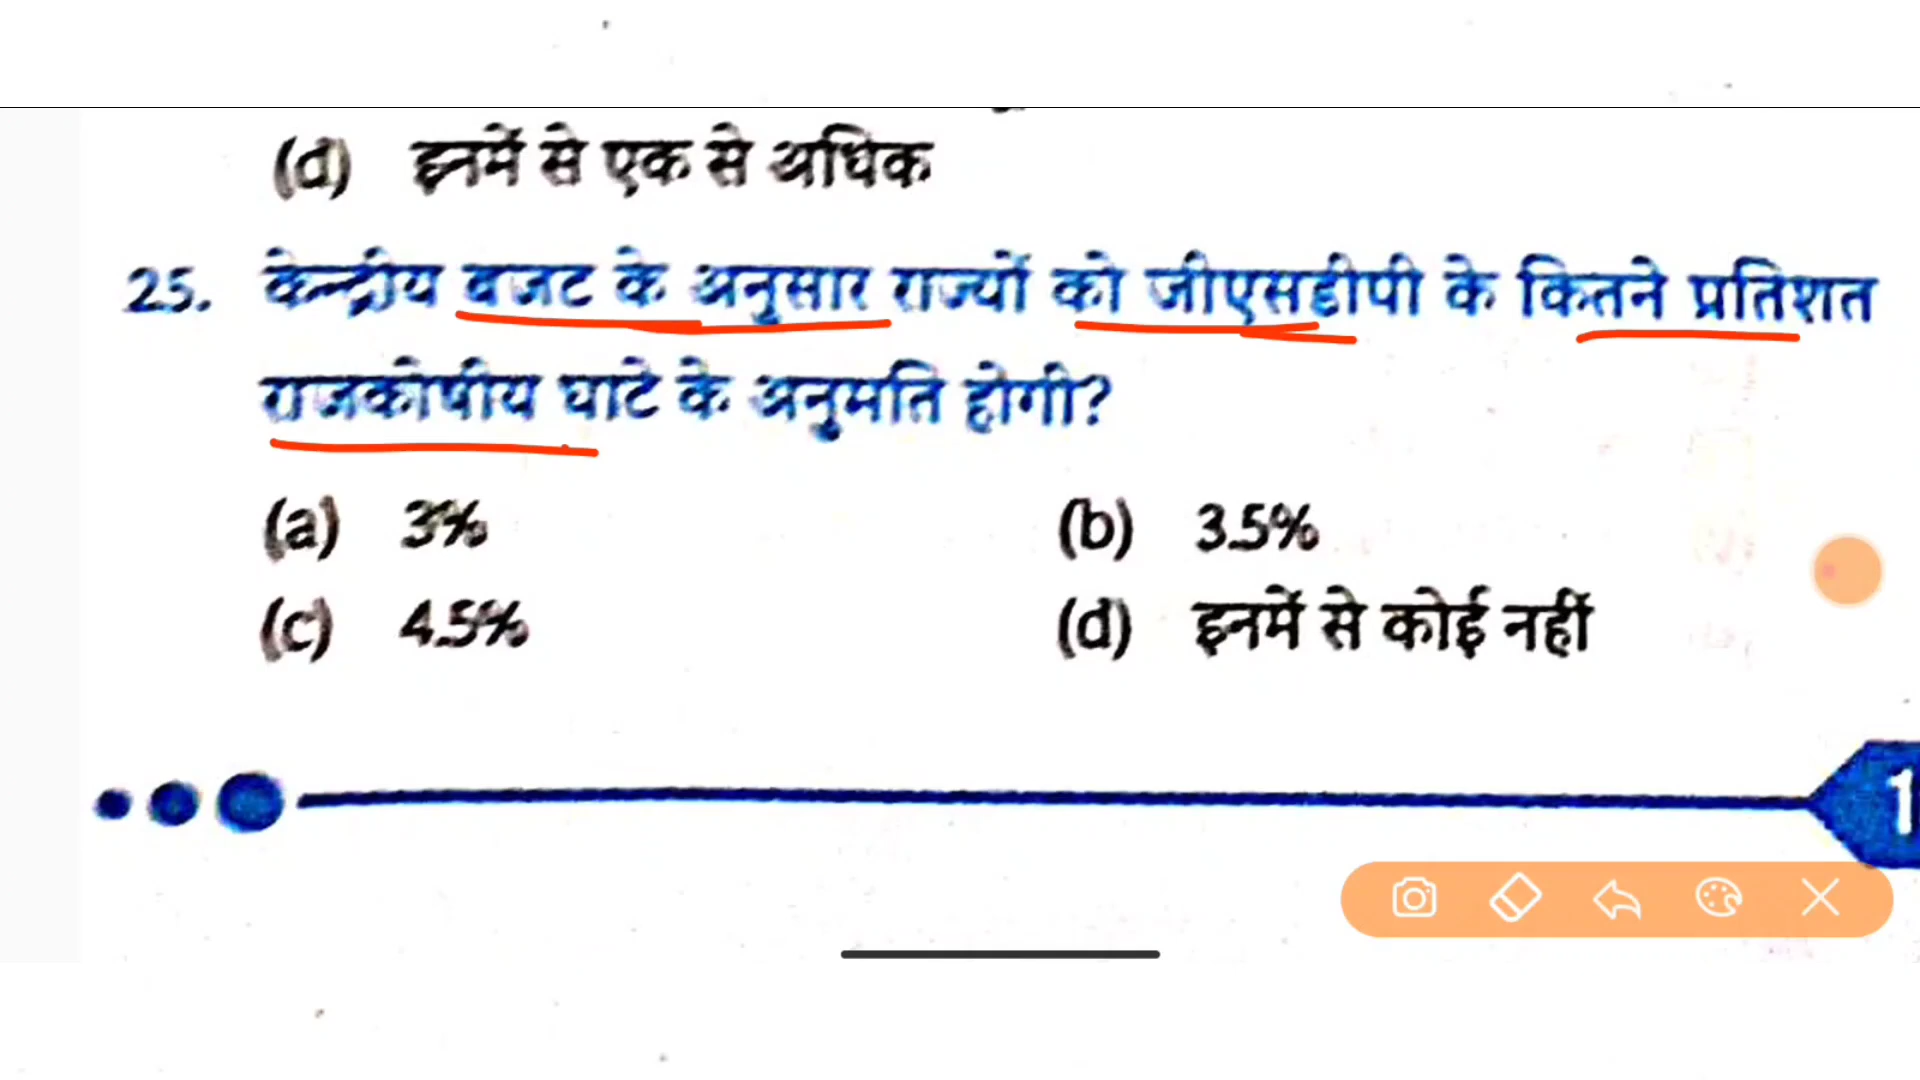 (d) इनमें से एक से अधिक
25. केन्द्रीय बजट के अनुसार राज्यों को जीएसडीपी के कितने प्रतिशत
राजकोषीय घाटे के अनुमति होगी?
(a) 3% (b) 3.5%
(c) 4.5% (d) इनमें से कोई नहीं
1